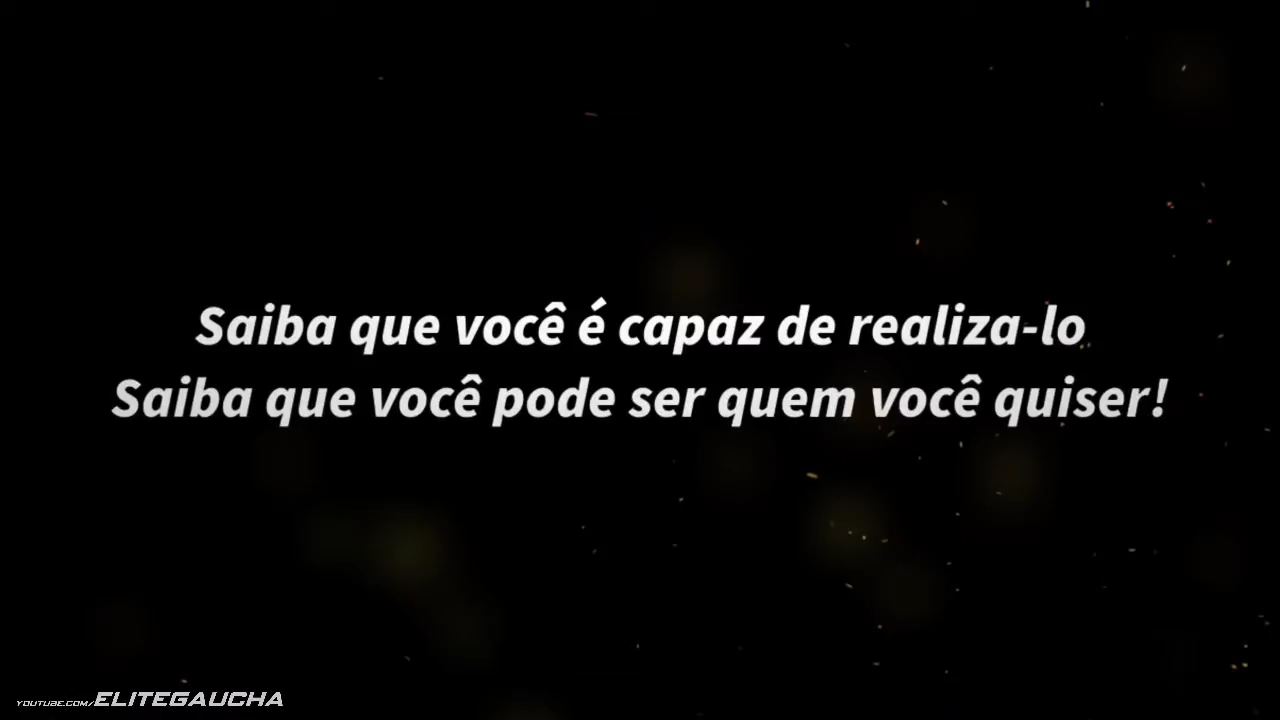 Saiba que você é capaz de realiza-lo
Saiba que você pode ser quem você quiser!
YOUTUBE.COM/ELITEGAUCHA